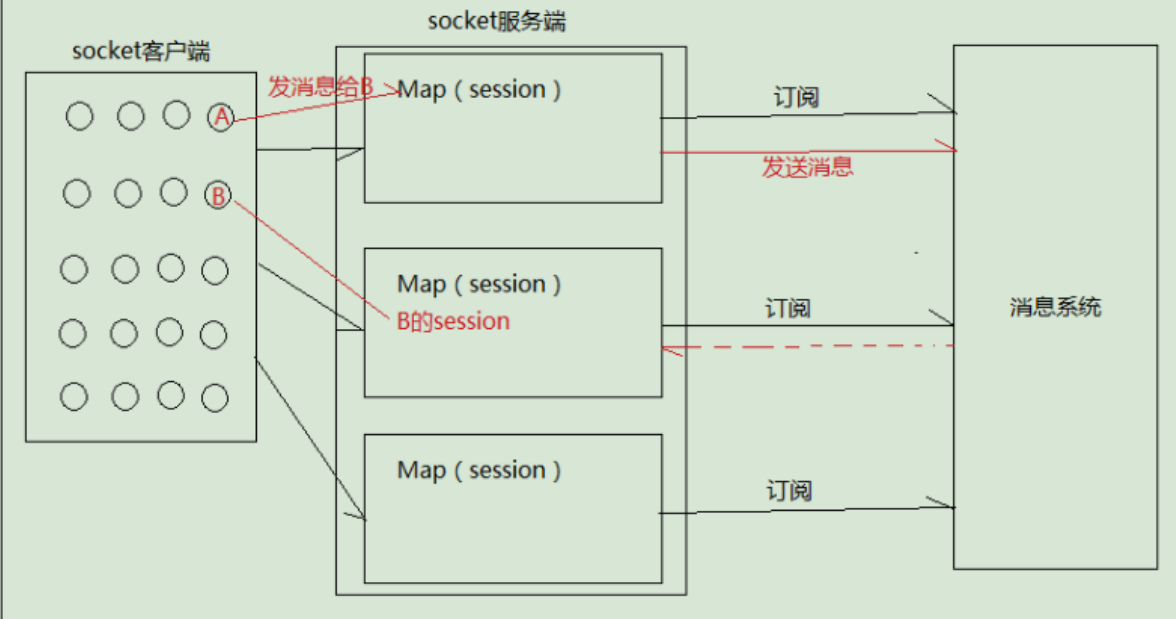 socket服务端
socket客户端
发消息给B
Map（session）
订阅
A
发送消息
B
Map（session）
B的session
订阅
消息系统
Map（session）
订阅